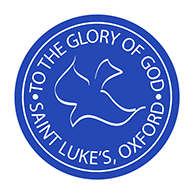 · TO THE GLORY OF GOD ·
SAINT LUKE'S, OXFORD